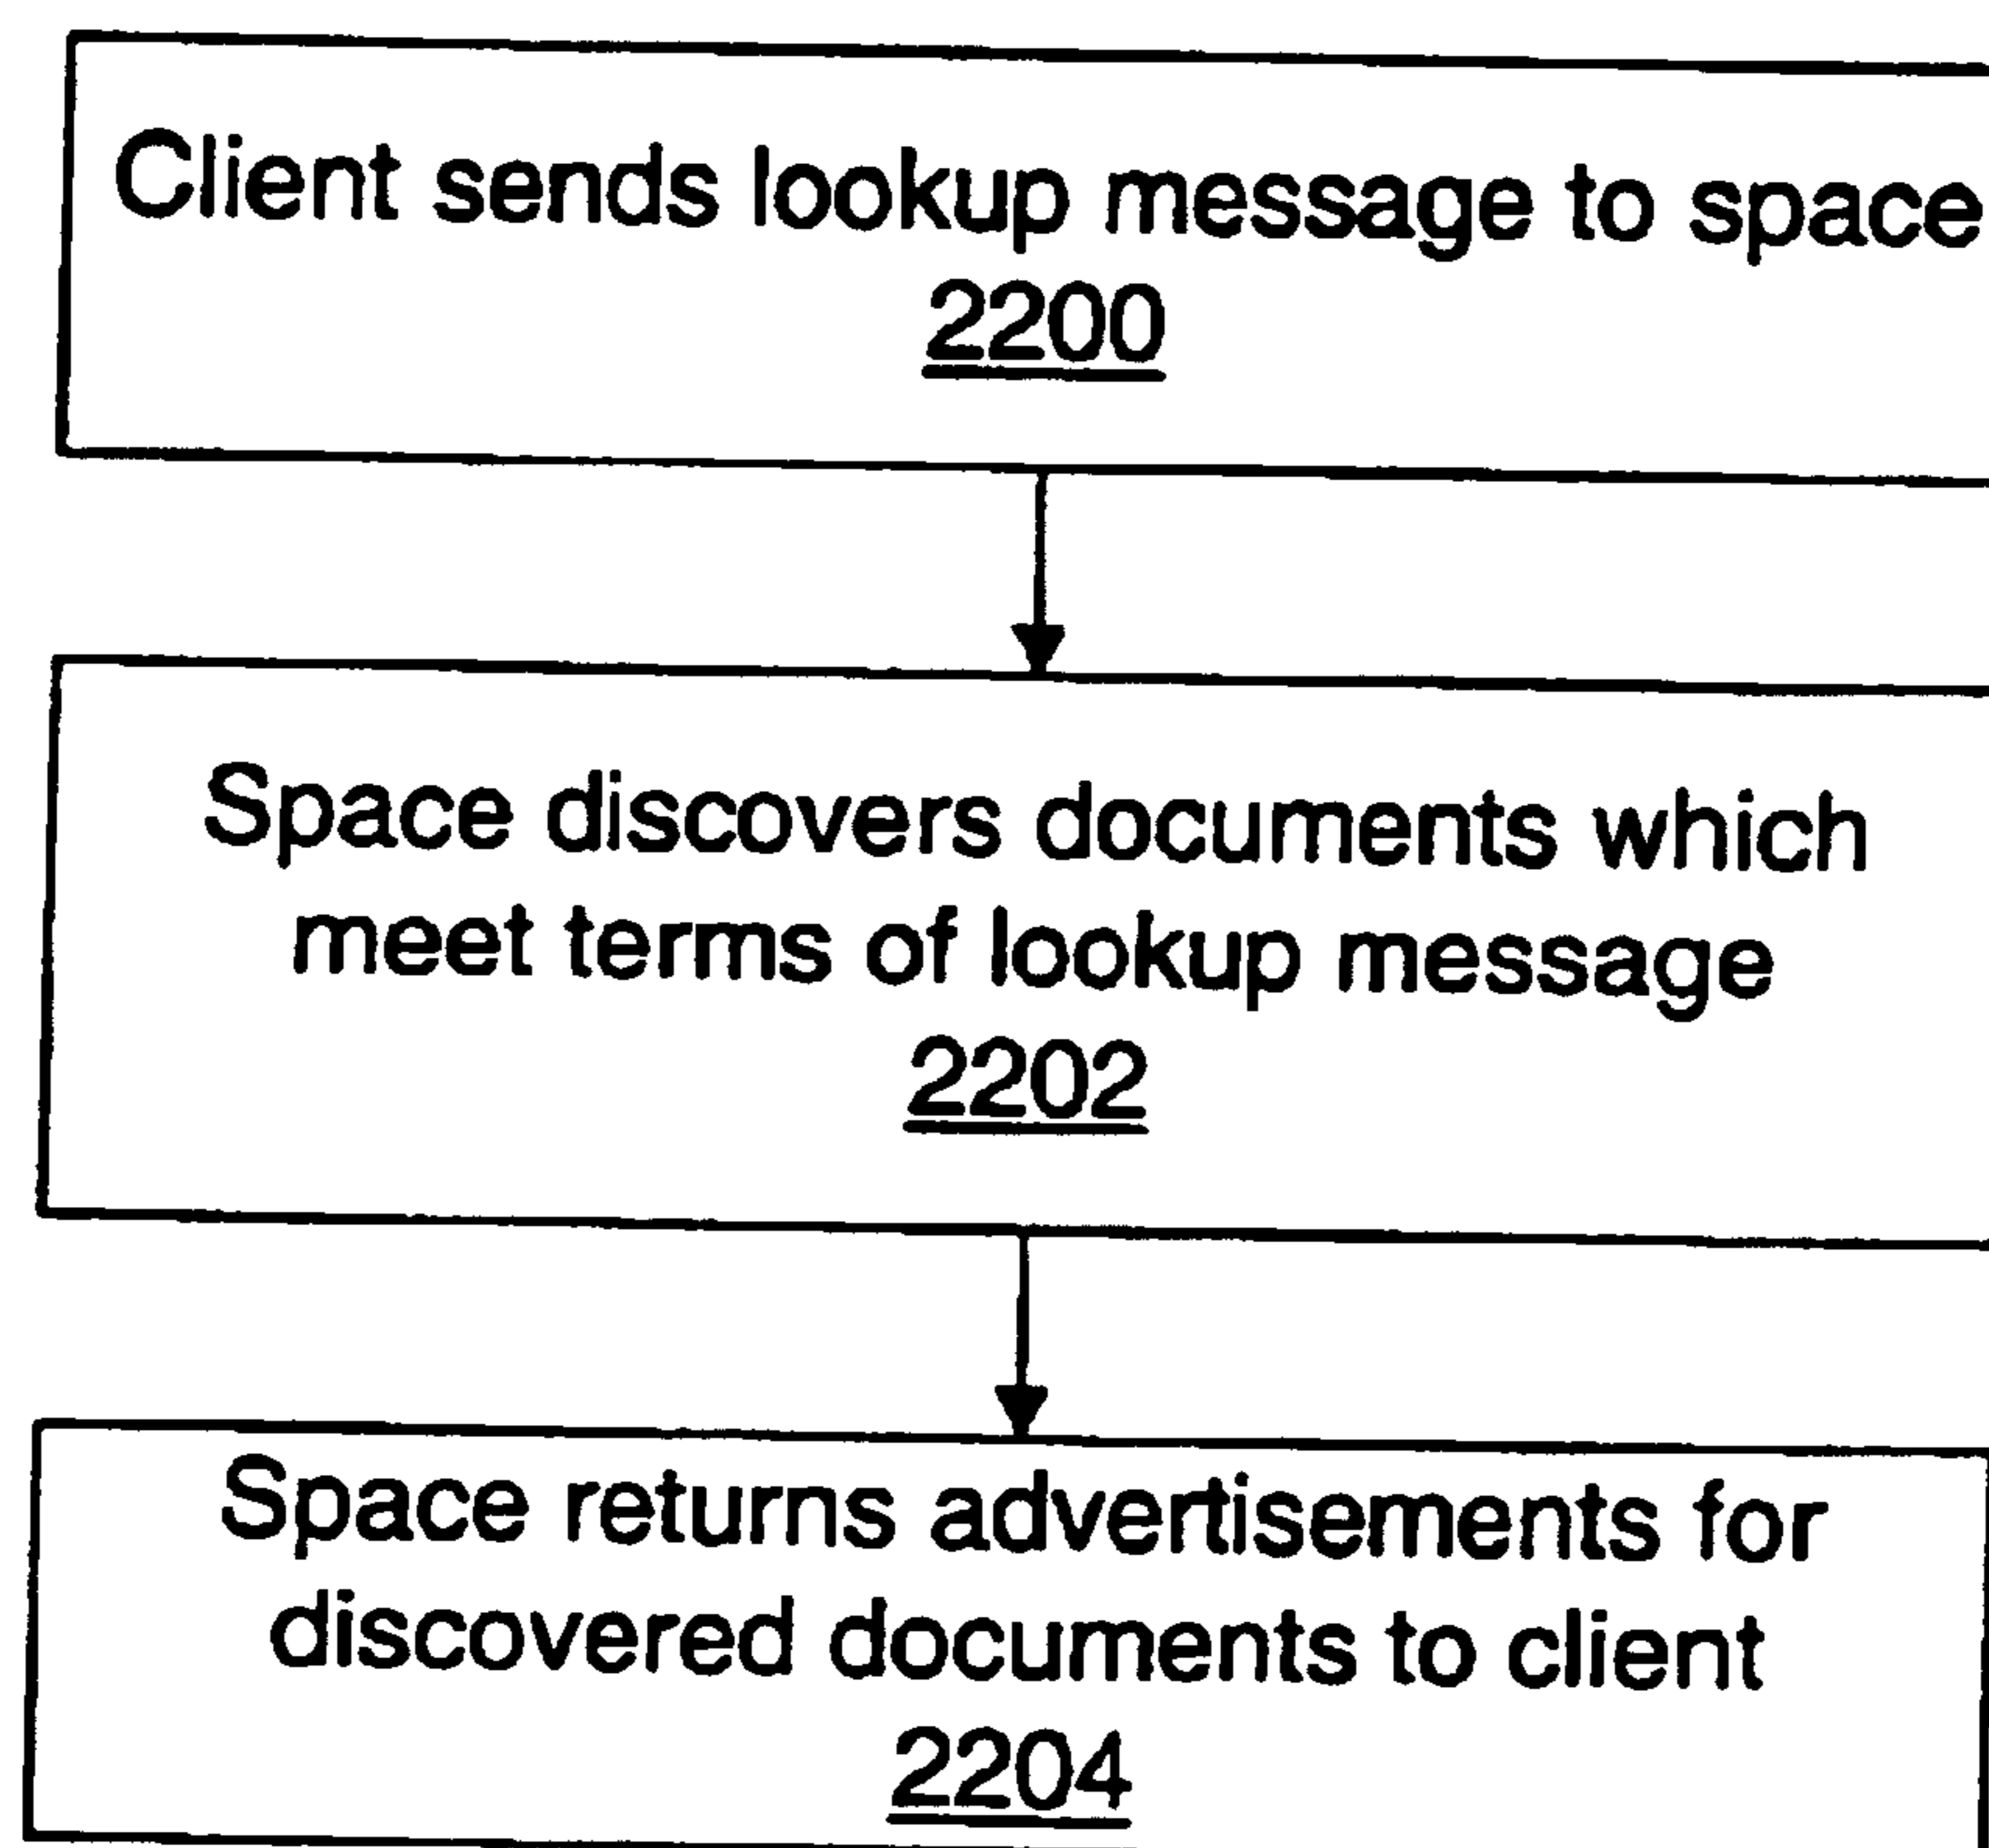 Client sends lookup message to space
2200
Space discovers documents which
meet terms of lookup message
2202
Space returns advertisements for
discovered documents to client
2204